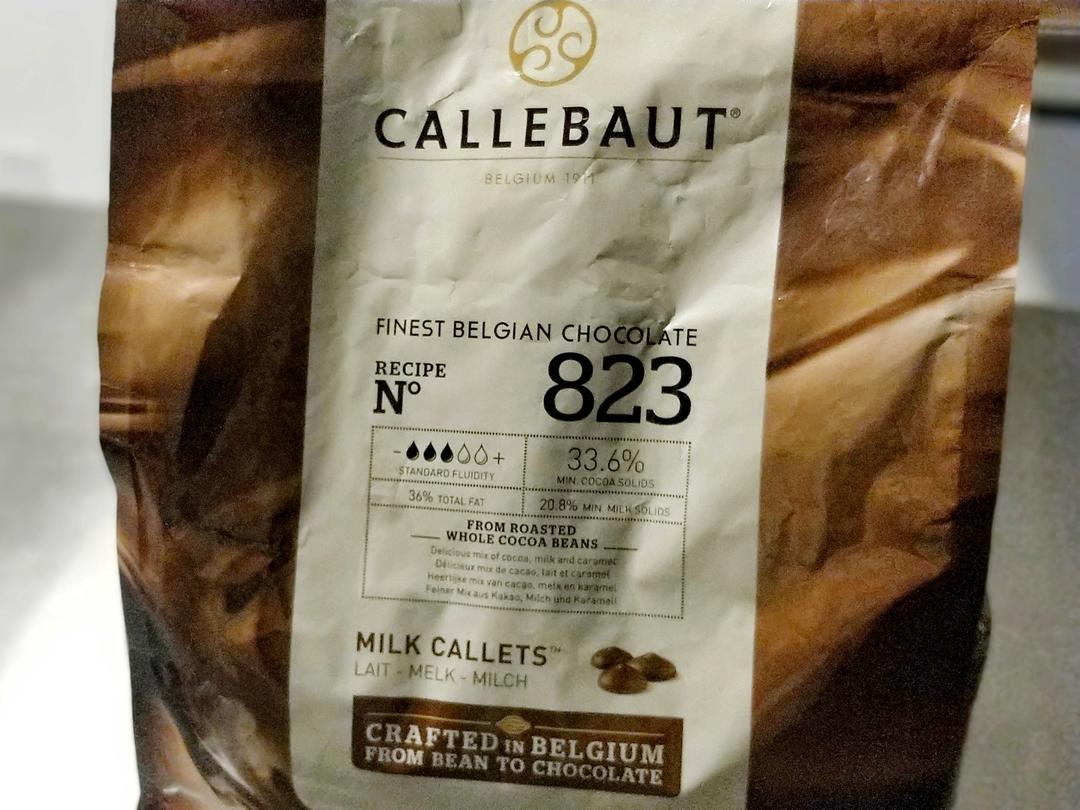 CALLEBAUT®
BELGIUM 1911
FINEST BELGIAN CHOCOLATE
RECIPE
N° 823
- +
STANDARD FLUIDITY
33.6%
MIN. COCOA SOLIDS
36% TOTAL FAT
20.8% MIN. MILK SOLIDS
FROM ROASTED
WHOLE COCOA BEANS
Delicious mix of cocoa, milk and caramel
Délicieux mix de cacao, lait et caramel
Heerlijke mix van cacao, melk en karamel
Feiner Mix aus Kakao, Milch und Karamell
MILK CALLETS™
LAIT - MELK - MILCH
CRAFTED IN BELGIUM
FROM BEAN TO CHOCOLATE